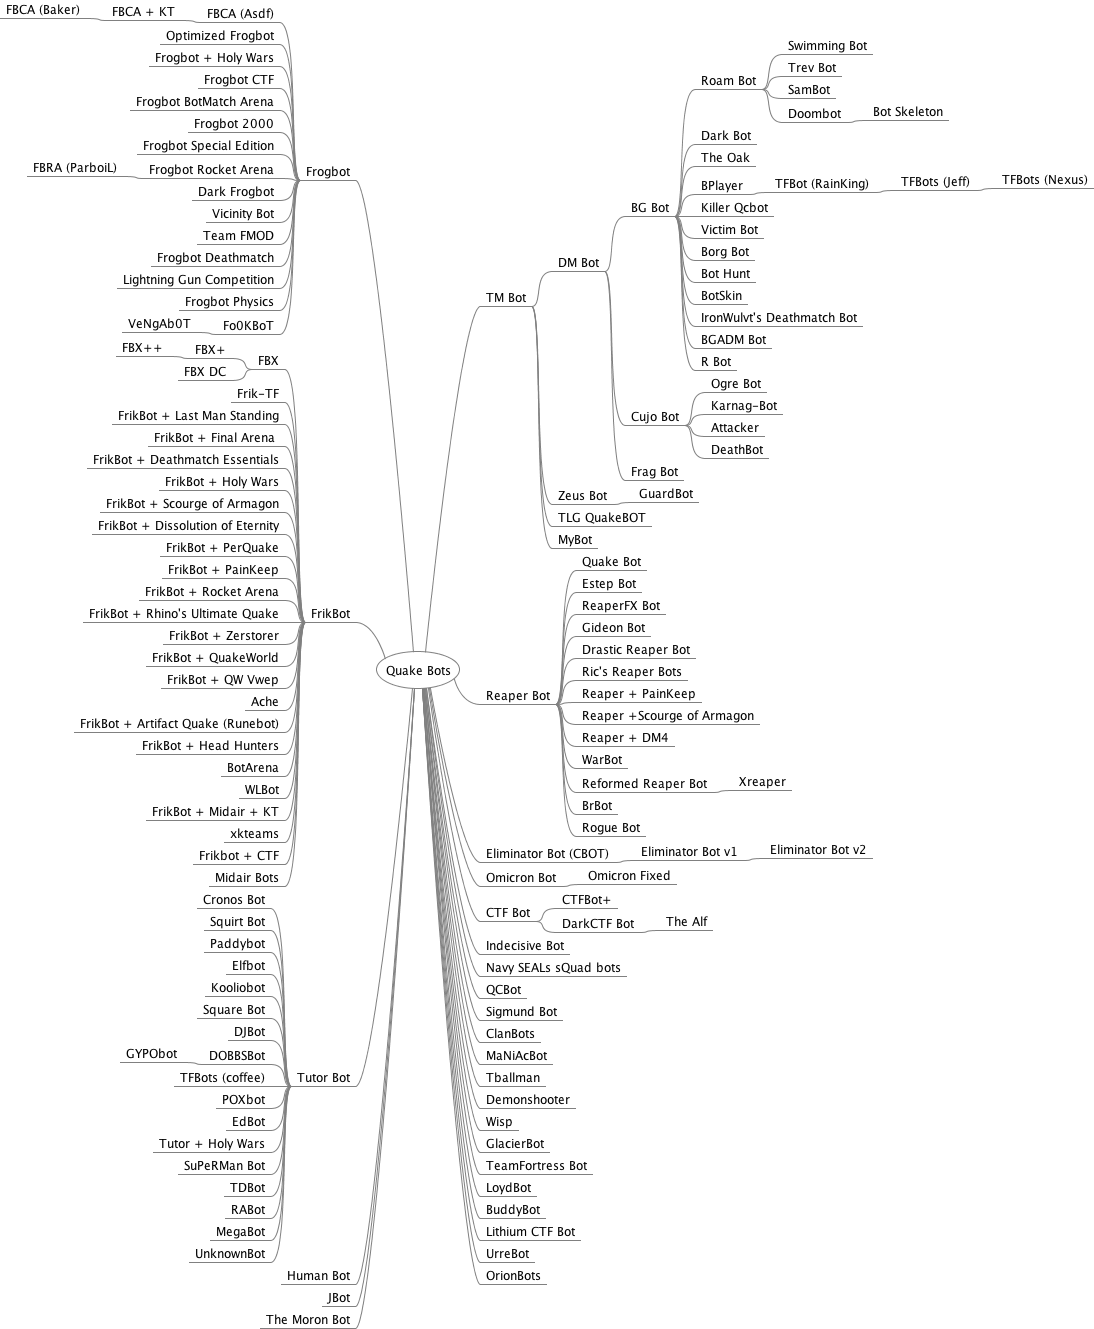 Quake Bots
Frogbot
FBCA (Asdf)
FBCA + KT
FBCA (Baker)
Optimized Frogbot
Frogbot + Holy Wars
Frogbot CTF
Frogbot BotMatch Arena
Frogbot 2000
Frogbot Special Edition
Frogbot Rocket Arena
FBRA (ParboiL)
Dark Frogbot
Vicinity Bot
Team FMOD
Frogbot Deathmatch
Lightning Gun Competition
Frogbot Physics
Fo0KBoT
VeNgAb0T
FrikBot
FBX
FBX+
FBX++
FBX DC
Frik-TF
FrikBot + Last Man Standing
FrikBot + Final Arena
FrikBot + Deathmatch Essentials
FrikBot + Holy Wars
FrikBot + Scourge of Armagon
FrikBot + Dissolution of Eternity
FrikBot + PerQuake
FrikBot + PainKeep
FrikBot + Rocket Arena
FrikBot + Rhino's Ultimate Quake
FrikBot + Zerstorer
FrikBot + QuakeWorld
FrikBot + QW Vwep
Ache
FrikBot + Artifact Quake (Runebot)
FrikBot + Head Hunters
BotArena
WLBot
FrikBot + Midair + KT
xkteams
Frikbot + CTF
Midair Bots
Tutor Bot
Cronos Bot
Squirt Bot
Paddybot
Elfbot
Kooliobot
Square Bot
DJBot
DOBBSBot
GYPObot
TFBots (coffee)
POXbot
EdBot
Tutor + Holy Wars
SuPeRMan Bot
TDBot
RABot
MegaBot
UnknownBot
Human Bot
JBot
The Moron Bot
TM Bot
DM Bot
BG Bot
Roam Bot
Swimming Bot
Trev Bot
SamBot
Doombot
Bot Skeleton
Dark Bot
The Oak
BPlayer
TFBot (RainKing)
TFBots (Jeff)
TFBots (Nexus)
Killer Qcbot
Victim Bot
Borg Bot
Bot Hunt
BotSkin
IronWulvt's Deathmatch Bot
BGADM Bot
R Bot
Cujo Bot
Ogre Bot
Karnag-Bot
Attacker
DeathBot
Frag Bot
Zeus Bot
GuardBot
TLG QuakeBOT
MyBot
Reaper Bot
Quake Bot
Estep Bot
ReaperFX Bot
Gideon Bot
Drastic Reaper Bot
Ric's Reaper Bots
Reaper + PainKeep
Reaper +Scourge of Armagon
Reaper + DM4
WarBot
Reformed Reaper Bot
Xreaper
BrBot
Rogue Bot
Eliminator Bot (CBOT)
Eliminator Bot v1
Eliminator Bot v2
Omicron Bot
Omicron Fixed
CTF Bot
CTFBot+
DarkCTF Bot
The Alf
Indecisive Bot
Navy SEALs sQuad bots
QCBot
Sigmund Bot
ClanBots
MaNiAcBot
Tballman
Demonshooter
Wisp
GlacierBot
TeamFortress Bot
LoydBot
BuddyBot
Lithium CTF Bot
UrreBot
OrionBots